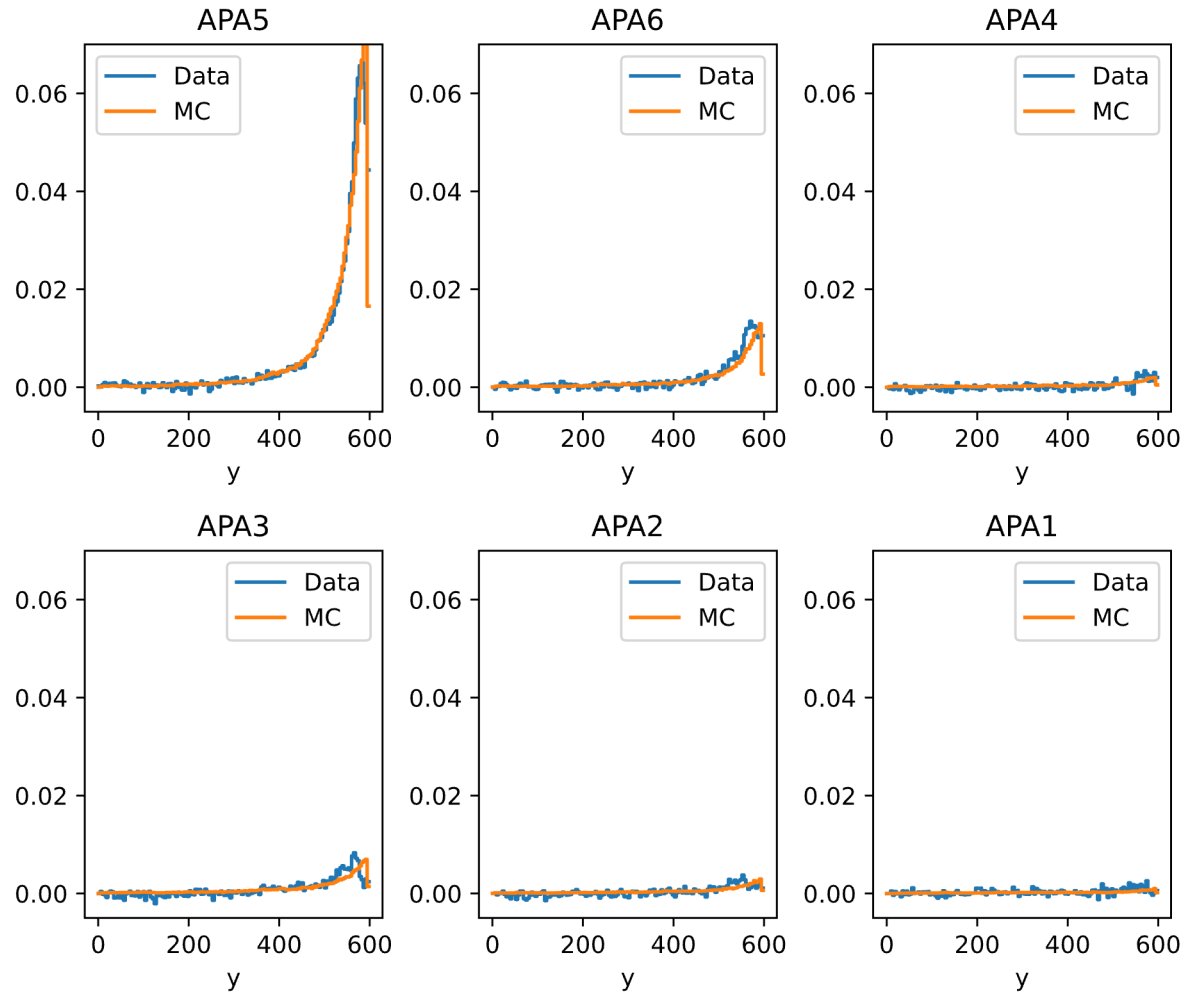 APA5 APA6 APA4
0.06 Data MC 0.06 Data MC 0.06 Data MC
0.04 0.04 0.04
0.02 0.02 0.02
0.00 0.00 0.00
0 200 400 600 0 200 400 600 0 200 400 600
y y y
APA3 APA2 APA1
0.06 Data MC 0.06 Data MC 0.06 Data MC
0.04 0.04 0.04
0.02 0.02 0.02
0.00 0.00 0.00
0 200 400 600 0 200 400 600 0 200 400 600
y y y